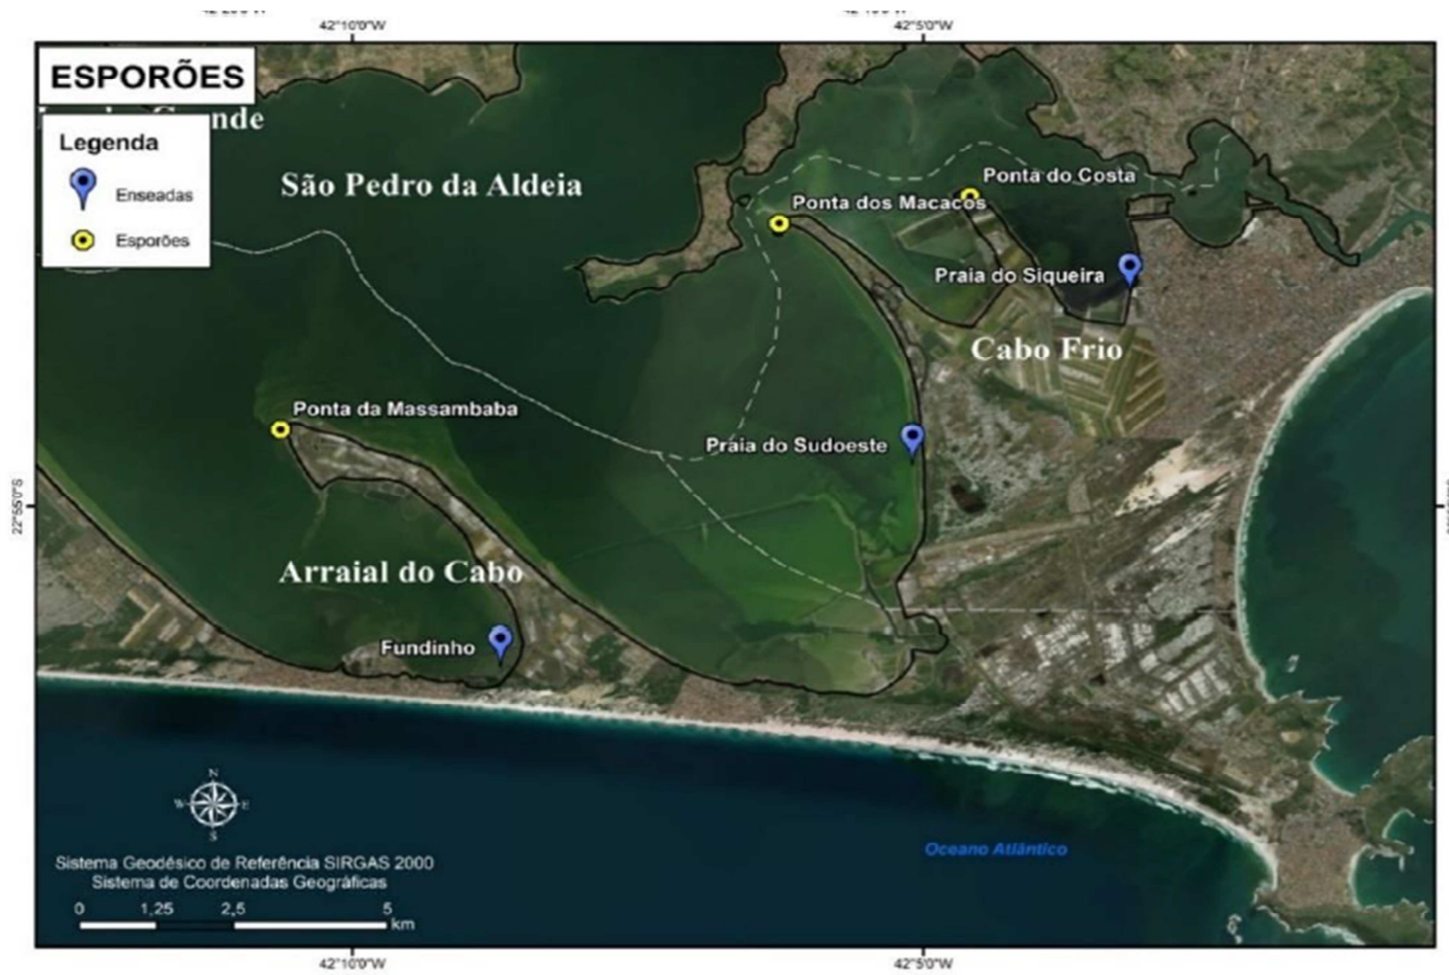 42°10'0"W
42°5'0"W
ESPORÕES
nde
Legenda
Enseadas
Esporões
São Pedro da Aldeia
Ponta do Costa
Ponta dos Macacos
Praia do Siqueira
Cabo Frio
Ponta da Massambaba
Praia do Sudoeste
22°55'0"S
Arraial do Cabo
Fundinho
N
W
E
S
Oceano Atlântico
Sistema Geodésico de Referência SIRGAS 2000
Sistema de Coordenadas Geográficas
0 1,25 2,5 5
km
42°10'0"W
42°5'0"W